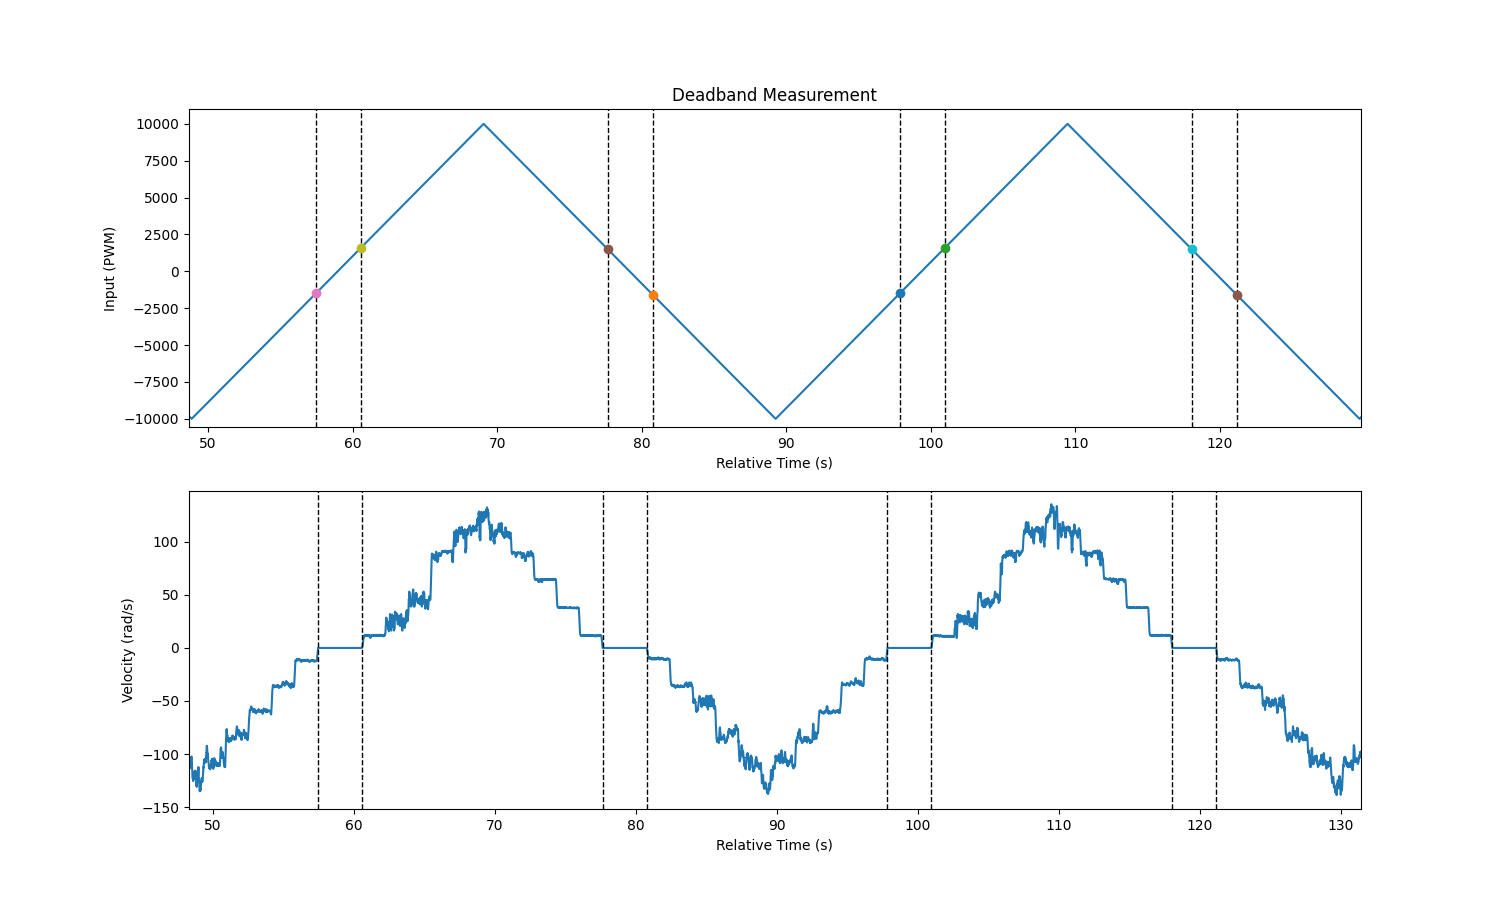 Deadband Measurement
Input (PWM)
10000
7500
5000
2500
0
−2500
−5000
−7500
−10000
50 60 70 80 90 100 110 120
Relative Time (s)
Velocity (rad/s)
100
50
0
−50
−100
−150
50 60 70 80 90 100 110 120 130
Relative Time (s)